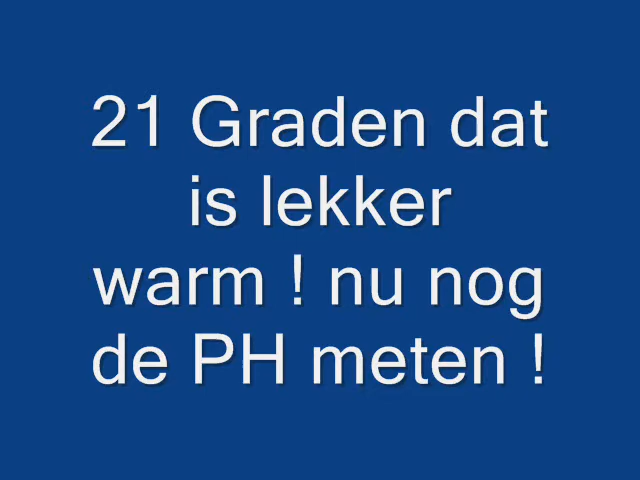 21 Graden dat
is lekker
warm ! nu nog
de PH meten !